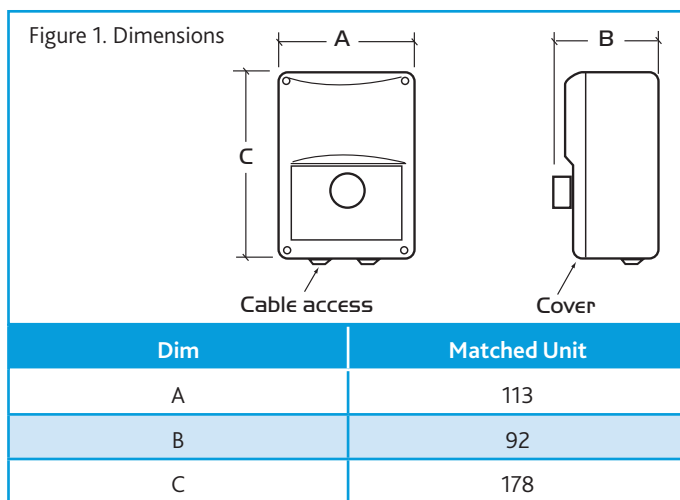 Figure 1. Dimensions
A
B
C
Cable access
Cover
Dim Matched Unit
A 113
B 92
C 178